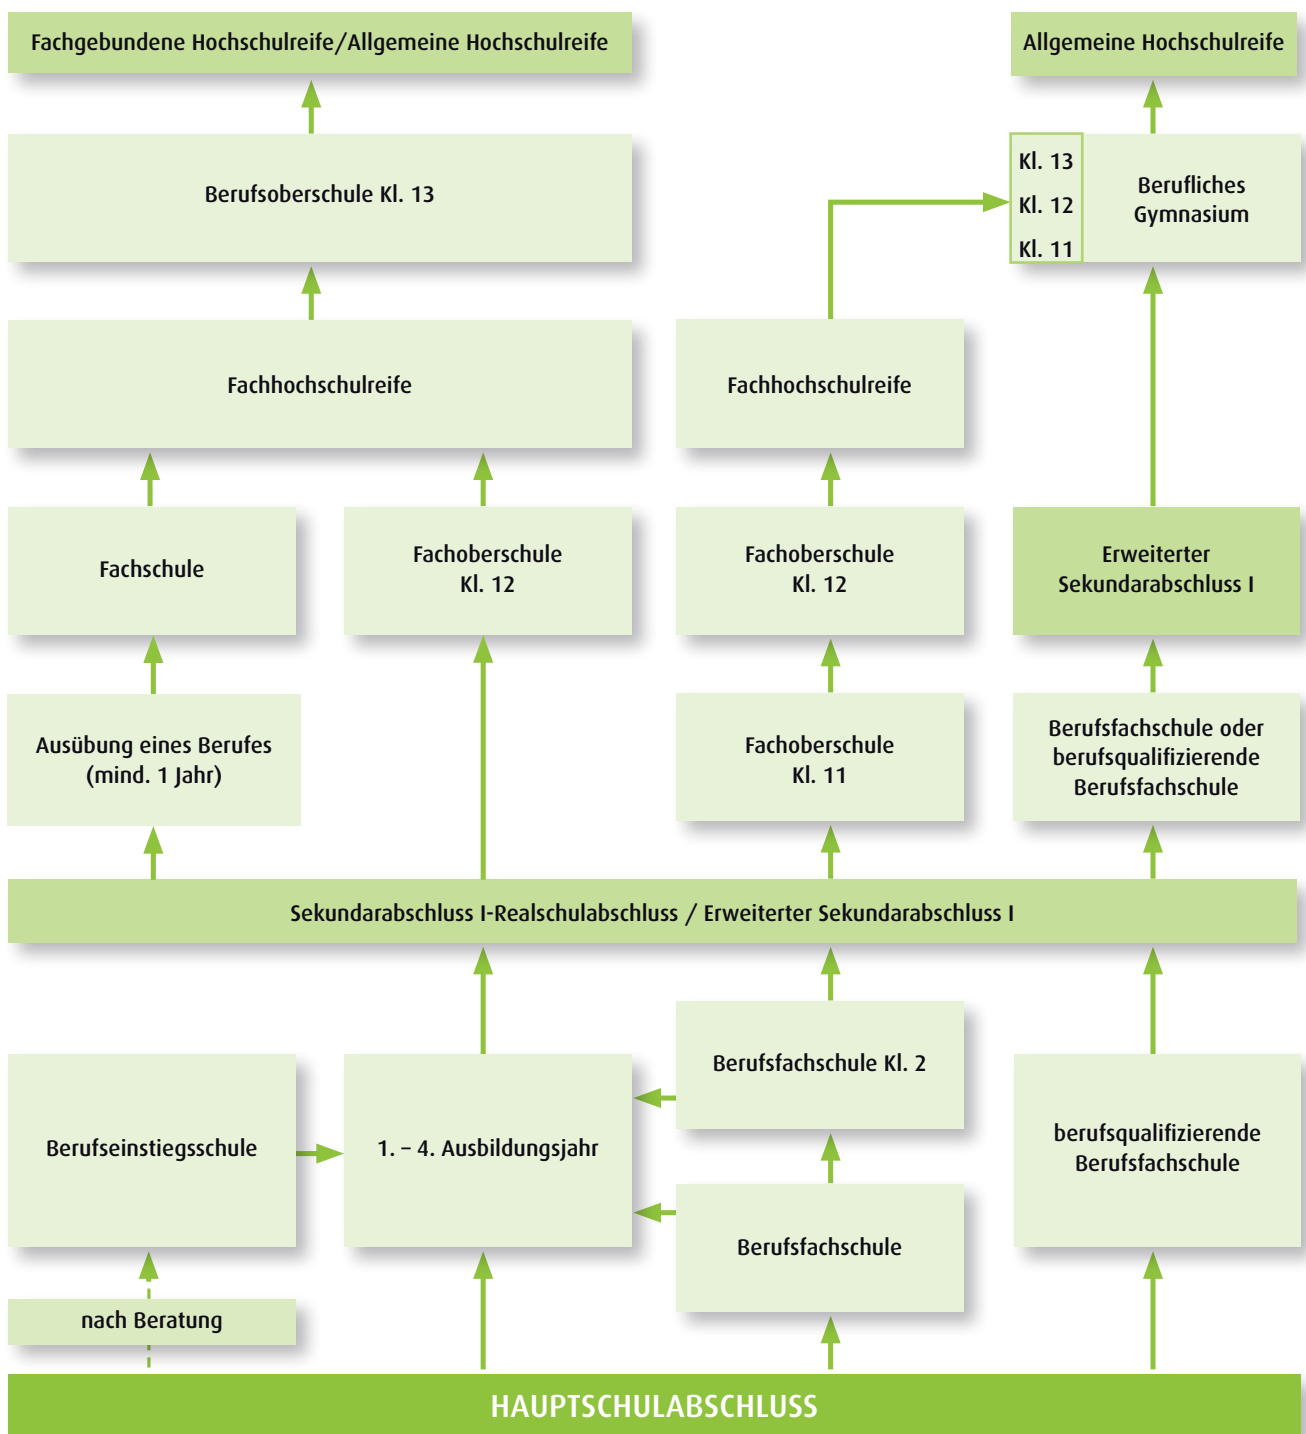 Fachgebundene Hochschulreife/Allgemeine Hochschulreife
Allgemeine Hochschulreife
Berufsoberschule Kl. 13
Kl. 13
Kl. 12
Kl. 11
Berufliches
Gymnasium
Fachhochschulreife
Fachhochschulreife
Fachschule
Fachoberschule
Kl. 12
Fachoberschule
Kl. 12
Erweiterter
Sekundarabschluss I
Ausübung eines Berufes
(mind. 1 Jahr)
Fachoberschule
Kl. 11
Berufsfachschule oder
berufsqualifizierende
Berufsfachschule
Sekundarabschluss I-Realschulabschluss / Erweiterter Sekundarabschluss I
Berufseinstiegsschule
1. – 4. Ausbildungsjahr
Berufsfachschule Kl. 2
Berufsfachschule
berufsqualifizierende
Berufsfachschule
nach Beratung
HAUPTSCHULABSCHLUSS